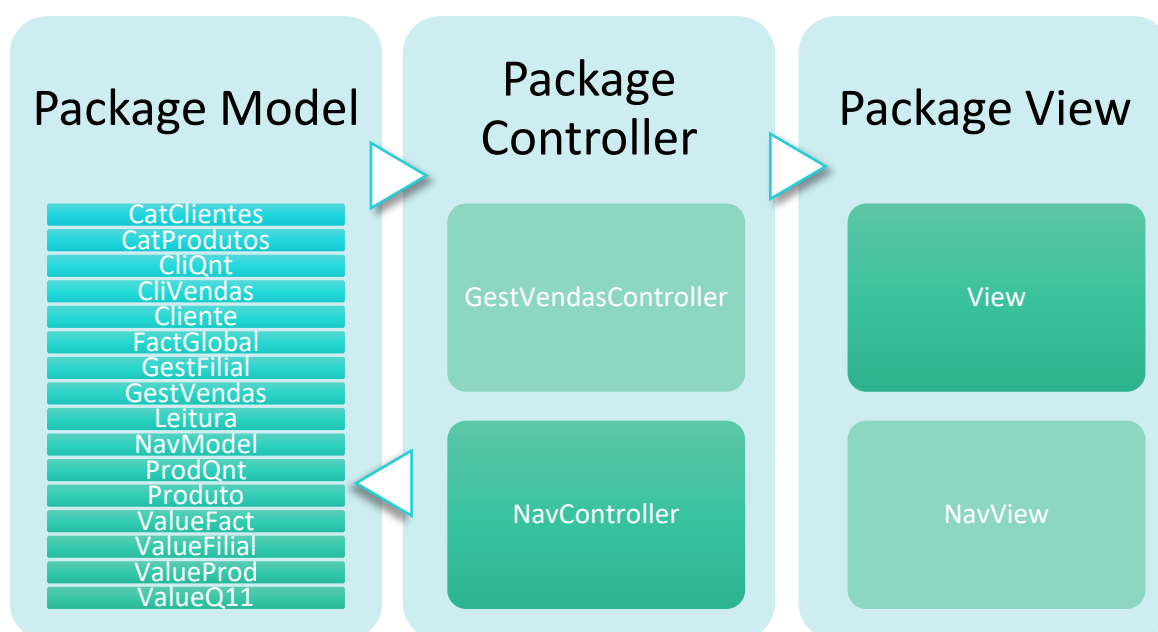 Package Model
CatClientes
CatProdutos
CliQnt
CliVendas
Cliente
FactGlobal
GestFilial
GestVendas
Leitura
NavModel
ProdQnt
Produto
ValueFact
ValueFilial
ValueProd
ValueQ11
Package
Controller
GestVendasController
NavController
Package View
View
NavView